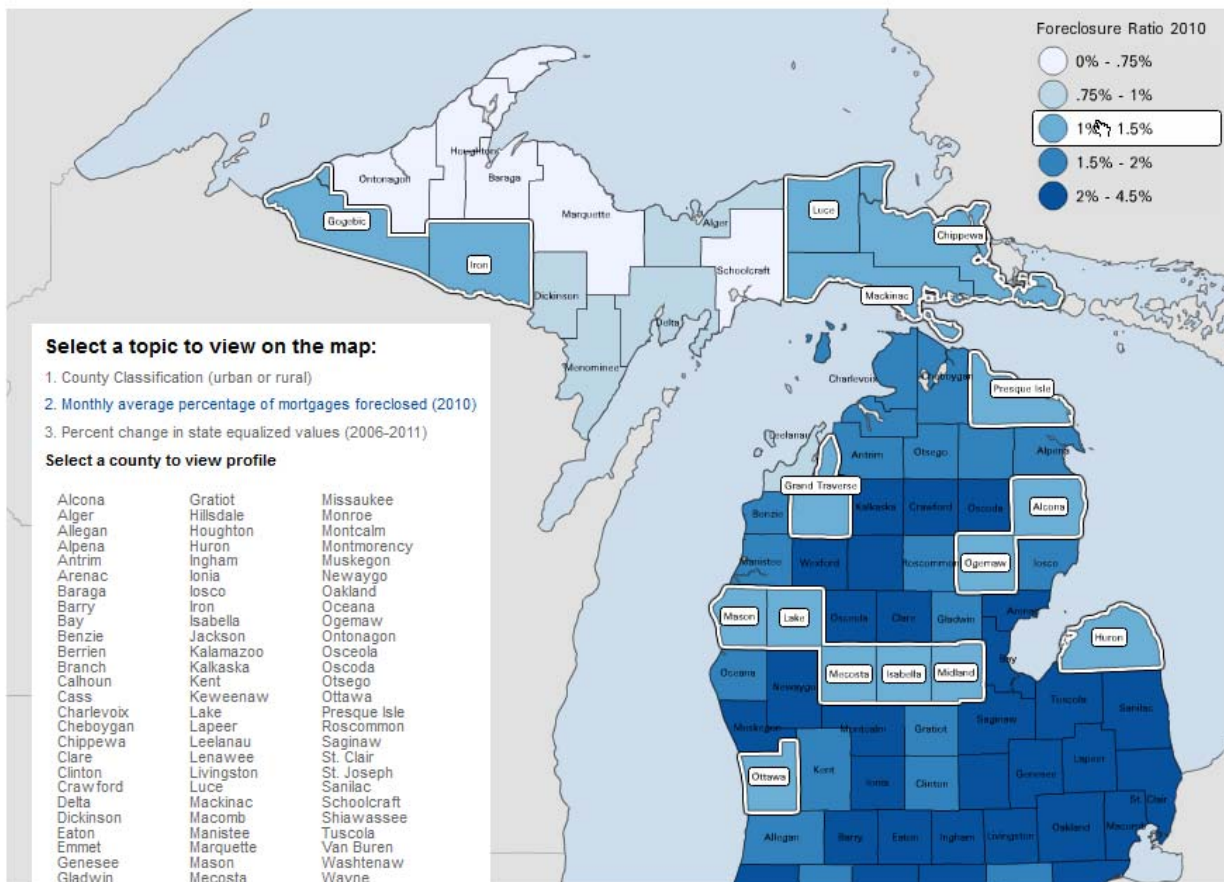 Foreclosure Ratio 2010
0% - .75%
.75% - 1%
1% - 1.5%
1.5% - 2%
2% - 4.5%
Houghton
Ontonagon
Baraga
Gogebic
Marquette
Alger
Luce
Chippewa
Iron
Schoolcraft
Dickinson
Mackinac
Delta
Menominee
Charlevoix
Cheboygan
Presque Isle
Leelanau
Antrim
Otsego
Alpena
Grand Traverse
Benzie
Kalkaska
Crawford
Oscoda
Alcona
Manistee
Wexford
Roscommon
Ogemaw
Iosco
Mason
Lake
Osceola
Clare
Gladwin
Arenac
Huron
Bay
Oceana
Newaygo
Mecosta
Isabella
Midland
Tuscola
Sanilac
Muskegon
Montcalm
Gratiot
Saginaw
Ottawa
Kent
Ionia
Clinton
Genesee
Lapeer
St. Clair
Allegan
Barry
Eaton
Ingham
Livingston
Oakland
Macomb
Select a topic to view on the map:
1. County Classification (urban or rural)
2. Monthly average percentage of mortgages foreclosed (2010)
3. Percent change in state equalized values (2006-2011)
Select a county to view profile
Alcona Gratiot Missaukee
Alger Hillsdale Monroe
Allegan Houghton Montcalm
Alpena Huron Montmorency
Antrim Ingham Muskegon
Arenac Ionia Newaygo
Baraga Iosco Oakland
Barry Iron Oceana
Bay Isabella Ogemaw
Benzie Jackson Ontonagon
Berrien Kalamazoo Osceola
Branch Kalkaska Oscoda
Calhoun Kent Otsego
Cass Keweenaw Ottawa
Charlevoix Lake Presque Isle
Cheboygan Lapeer Roscommon
Chippewa Leelanau Saginaw
Clare Lenawee St. Clair
Clinton Livingston St. Joseph
Crawford Luce Sanilac
Delta Mackinac Schoolcraft
Dickinson Macomb Shiawassee
Eaton Manistee Tuscola
Emmet Marquette Van Buren
Genesee Mason Washtenaw
Gladwin Mecosta Wayne